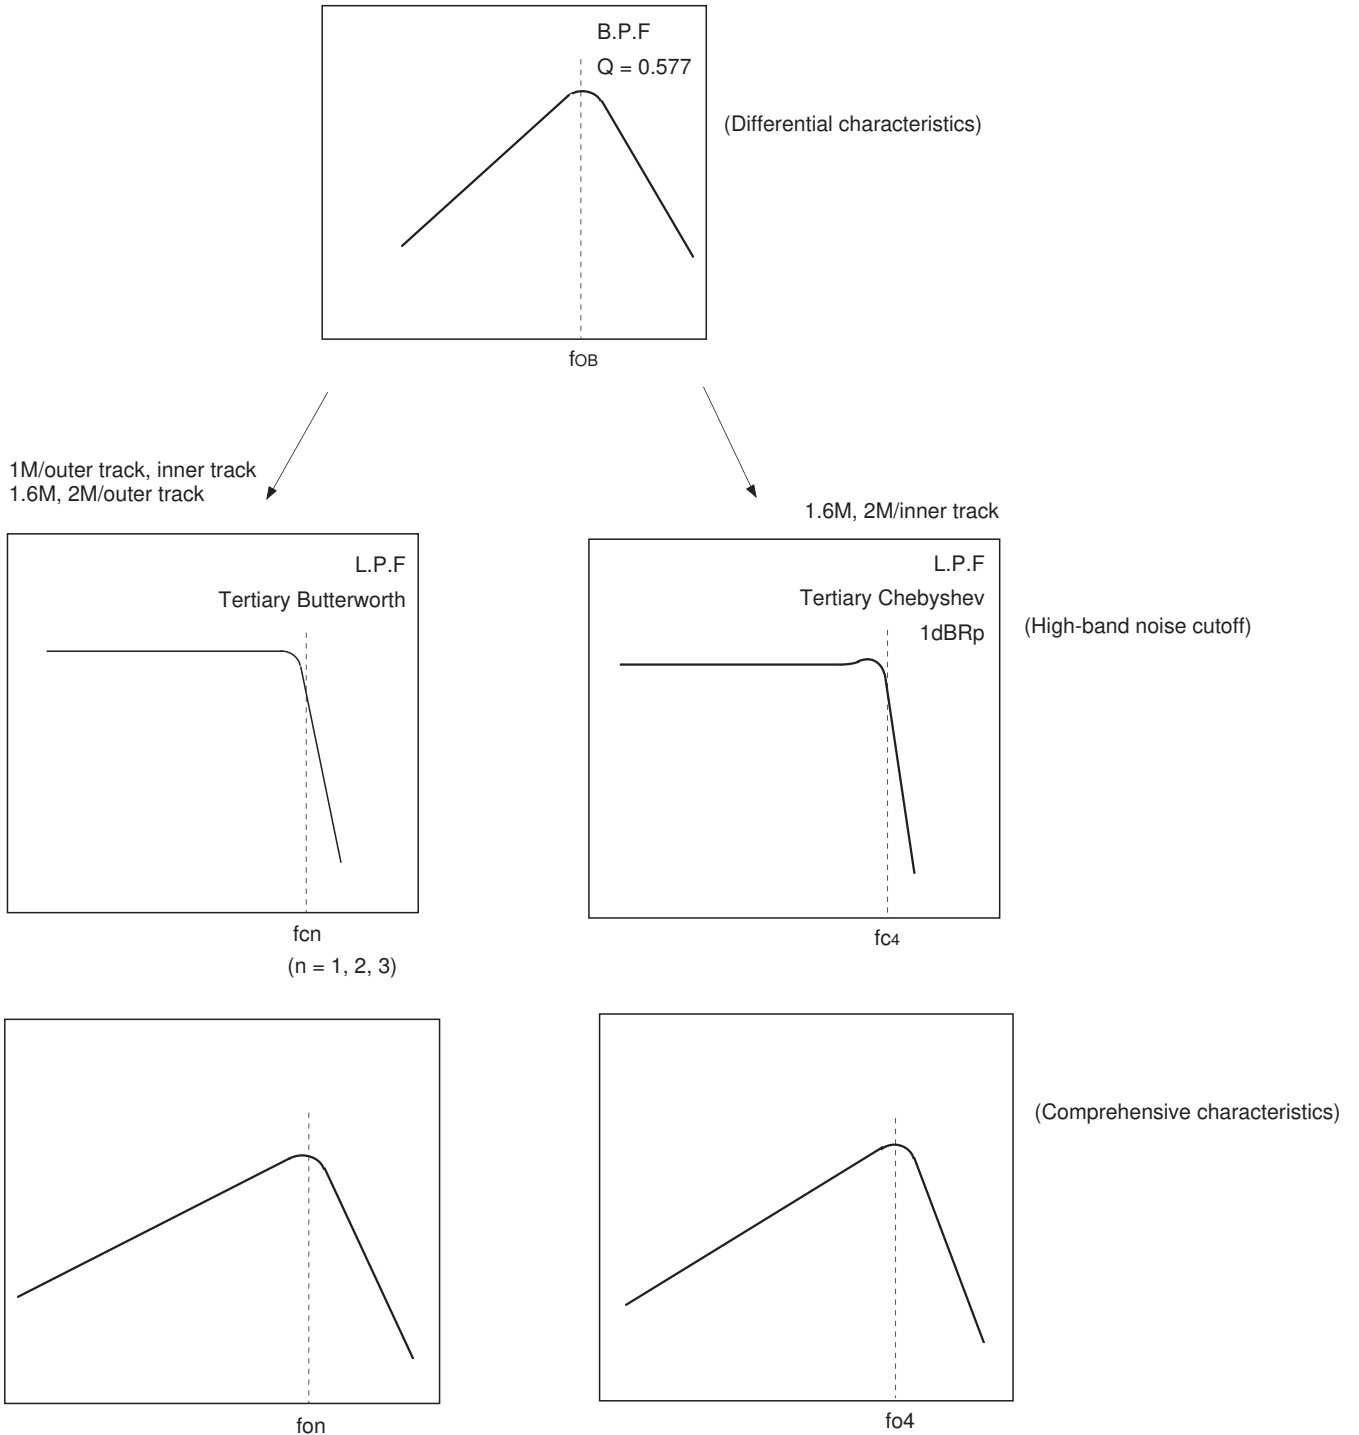 B.P.F
Q = 0.577
(Differential characteristics)
fOB
1M/outer track, inner track
1.6M, 2M/outer track
1.6M, 2M/inner track
L.P.F
Tertiary Butterworth
L.P.F
Tertiary Chebyshev
1dBRp
(High-band noise cutoff)
fcn
(n = 1, 2, 3)
fc4
(Comprehensive characteristics)
fon
fo4